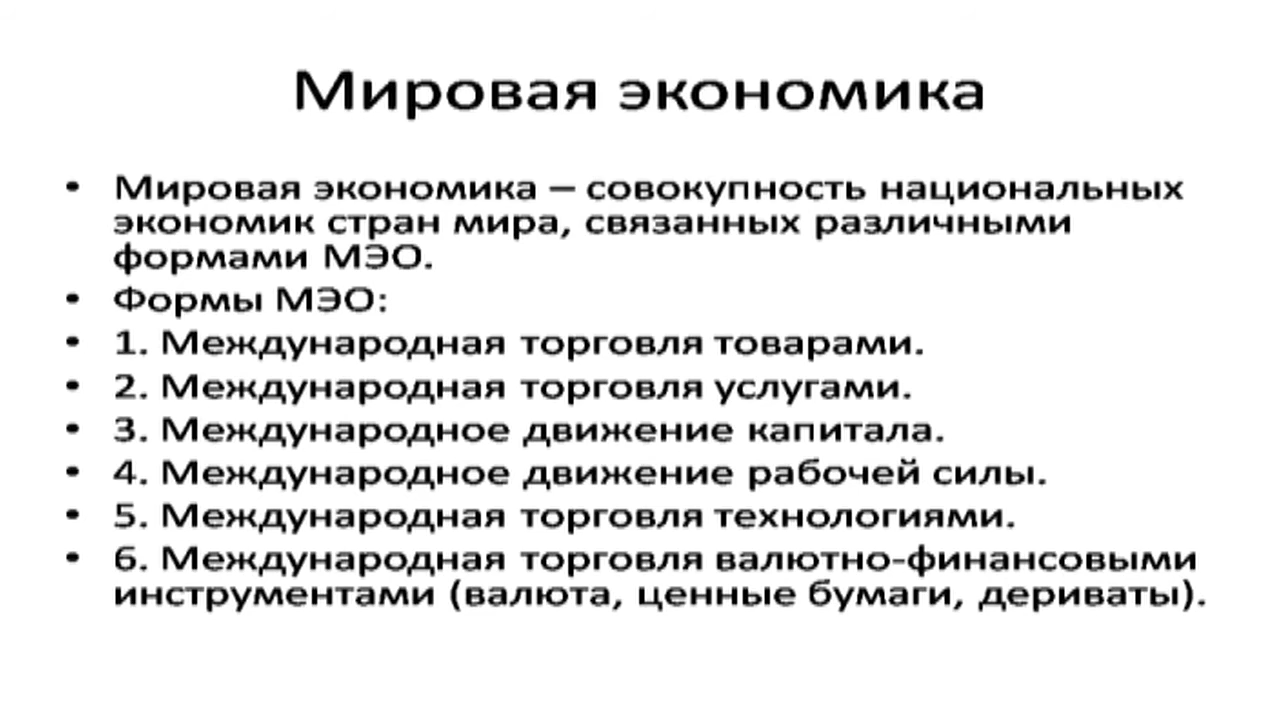 Мировая экономика
• Мировая экономика – совокупность национальных
экономик стран мира, связанных различными
формами МЭО.
• Формы МЭО:
• 1. Международная торговля товарами.
• 2. Международная торговля услугами.
• 3. Международное движение капитала.
• 4. Международное движение рабочей силы.
• 5. Международная торговля технологиями.
• 6. Международная торговля валютно-финансовыми
инструментами (валюта, ценные бумаги, дериваты).